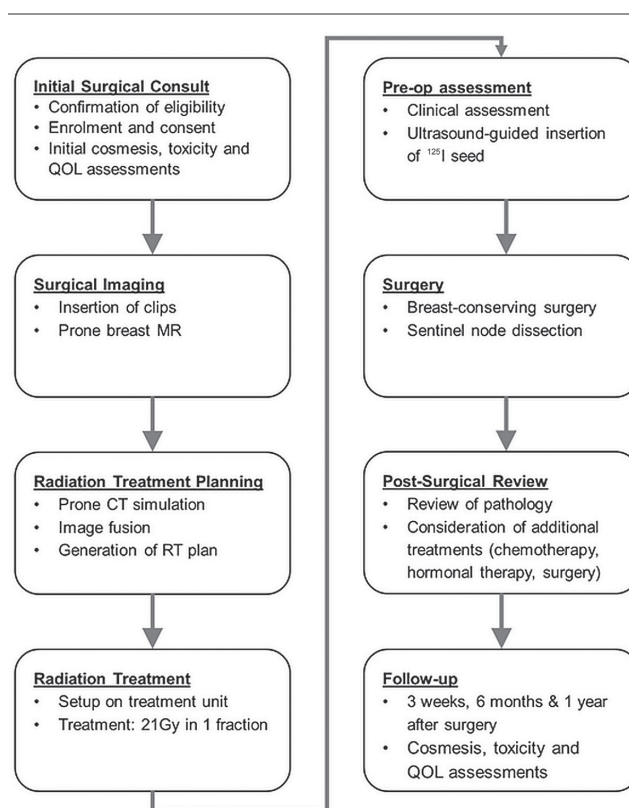 Initial Surgical Consult
• Confirmation of eligibility
• Enrolment and consent
• Initial cosmesis, toxicity and
QOL assessments
Surgical Imaging
• Insertion of clips
• Prone breast MR
Radiation Treatment Planning
• Prone CT simulation
• Image fusion
• Generation of RT plan
Radiation Treatment
• Setup on treatment unit
• Treatment: 21Gy in 1 fraction
Pre-op assessment
• Clinical assessment
• Ultrasound-guided insertion
of ¹²⁵I seed
Surgery
• Breast-conserving surgery
• Sentinel node dissection
Post-Surgical Review
• Review of pathology
• Consideration of additional
treatments (chemotherapy,
hormonal therapy, surgery)
Follow-up
• 3 weeks, 6 months & 1 year
after surgery
• Cosmesis, toxicity and
QOL assessments